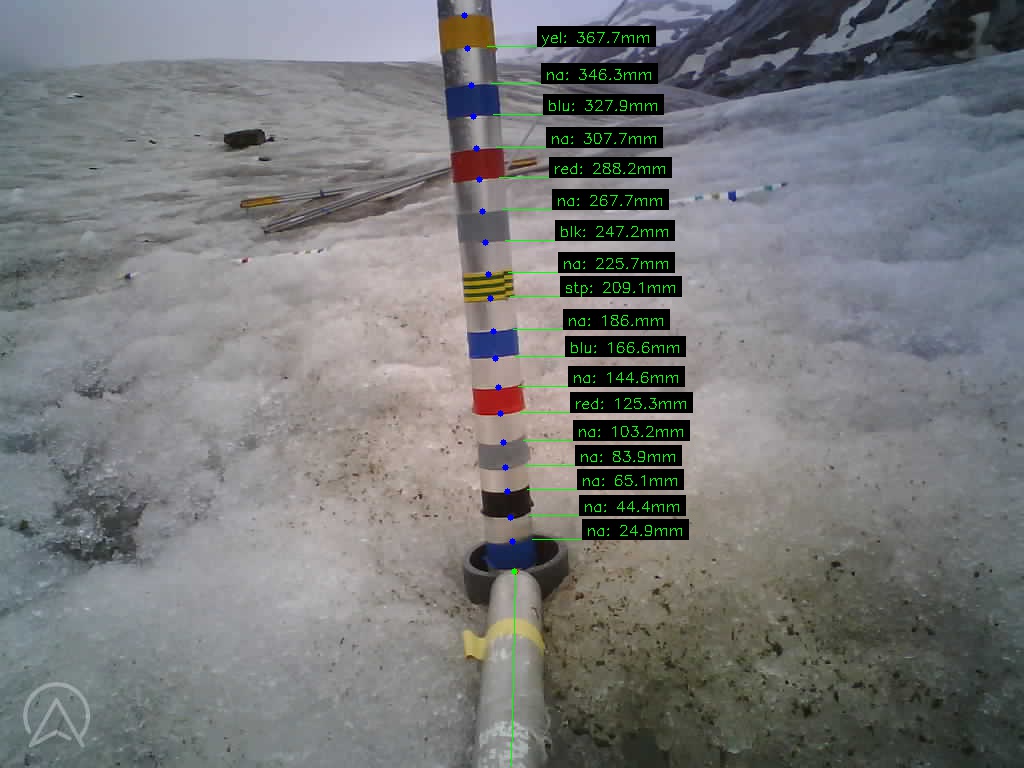 yel: 367.7mm
na: 346.3mm
blu: 327.9mm
na: 307.7mm
red: 288.2mm
na: 267.7mm
blk: 247.2mm
na: 225.7mm
stp: 209.1mm
na: 186.mm
blu: 166.6mm
na: 144.6mm
red: 125.3mm
na: 103.2mm
na: 83.9mm
na: 65.1mm
na: 44.4mm
na: 24.9mm